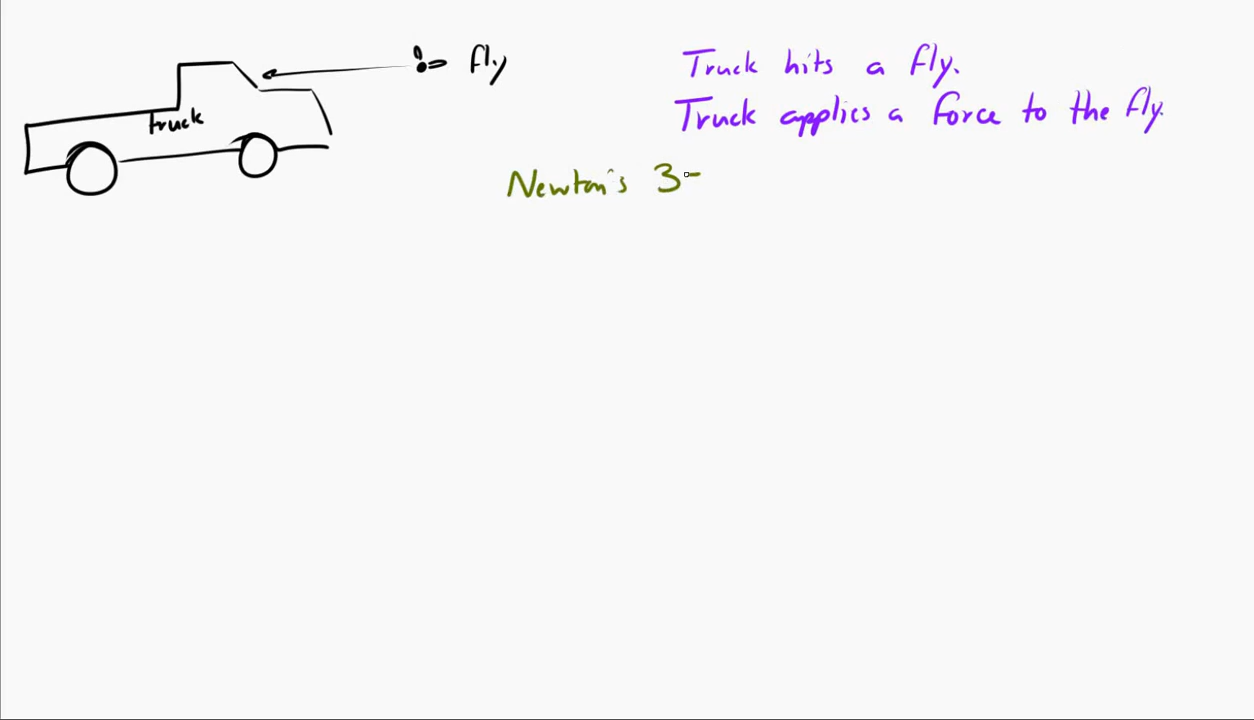 fly
truck
Truck hits a fly.
Truck applies a force to the fly.
Newton's 3-